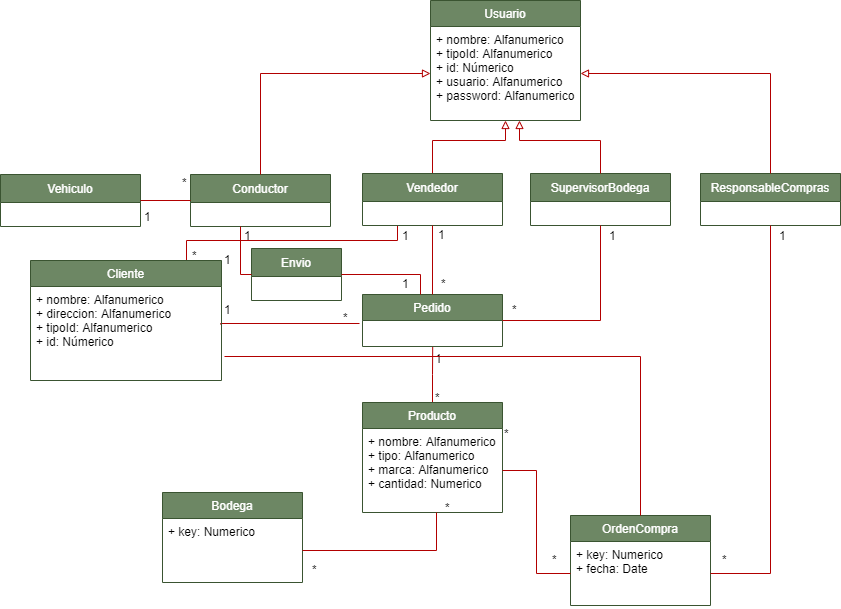 Usuario
+ nombre: Alfanumerico
+ tipoId: Alfanumerico
+ id: Númerico
+ usuario: Alfanumerico
+ password: Alfanumerico
Vehiculo
*
1
Conductor
Vendedor
SupervisorBodega
ResponsableCompras
1
1
1
1
1
*
1
Envio
1
*
Cliente
+ nombre: Alfanumerico
+ direccion: Alfanumerico
+ tipoId: Alfanumerico
+ id: Númerico
1
*
Pedido
*
1
*
Producto
+ nombre: Alfanumerico
+ tipo: Alfanumerico
+ marca: Alfanumerico
+ cantidad: Numerico
*
*
Bodega
+ key: Numerico
*
OrdenCompra
+ key: Numerico
+ fecha: Date
*
*